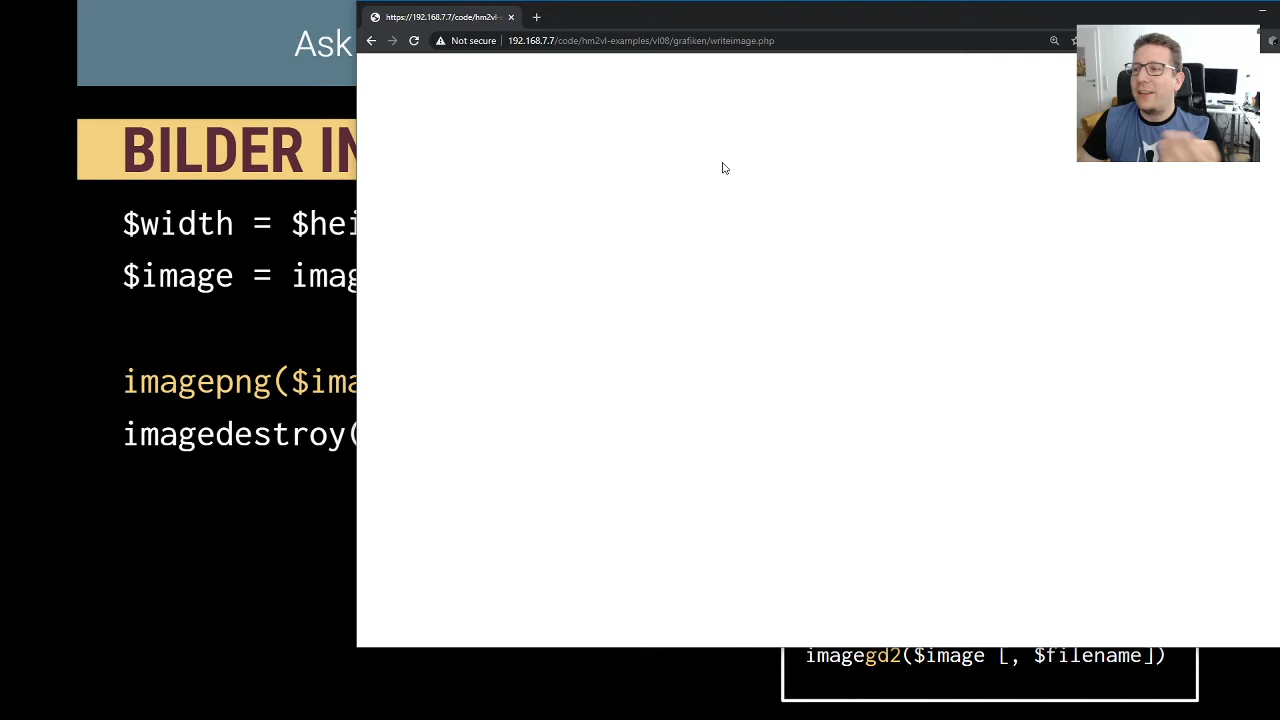 Ask
https://192.168.7.7/code/hm2vl-
Not secure
192.168.7.7/code/hm2vl-examples/vl08/grafiken/writeimage.php
BILDER IN
$width = $hei
$image = imag
imagepng($ima
imagedestroy(
imagegd2($image [, $filename])